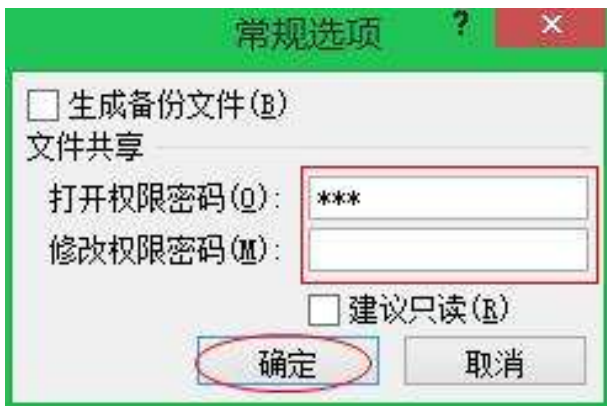 常规选项 ? ×
生成备份文件(B)
文件共享
打开权限密码(O): ***
修改权限密码(M):
建议只读(R)
确定 取消